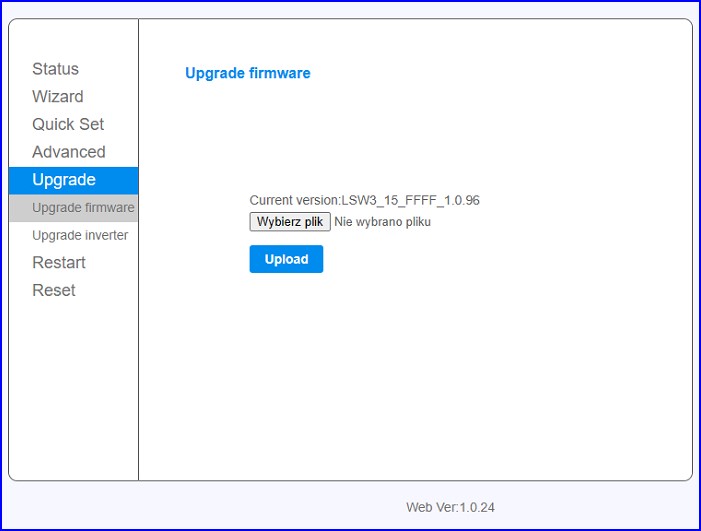 Status
Wizard
Quick Set
Advanced
Upgrade
Upgrade firmware
Upgrade inverter
Restart
Reset
Upgrade firmware
Current version:LSW3_15_FFFF_1.0.96
Wybierz plik Nie wybrano pliku
Upload
Web Ver:1.0.24